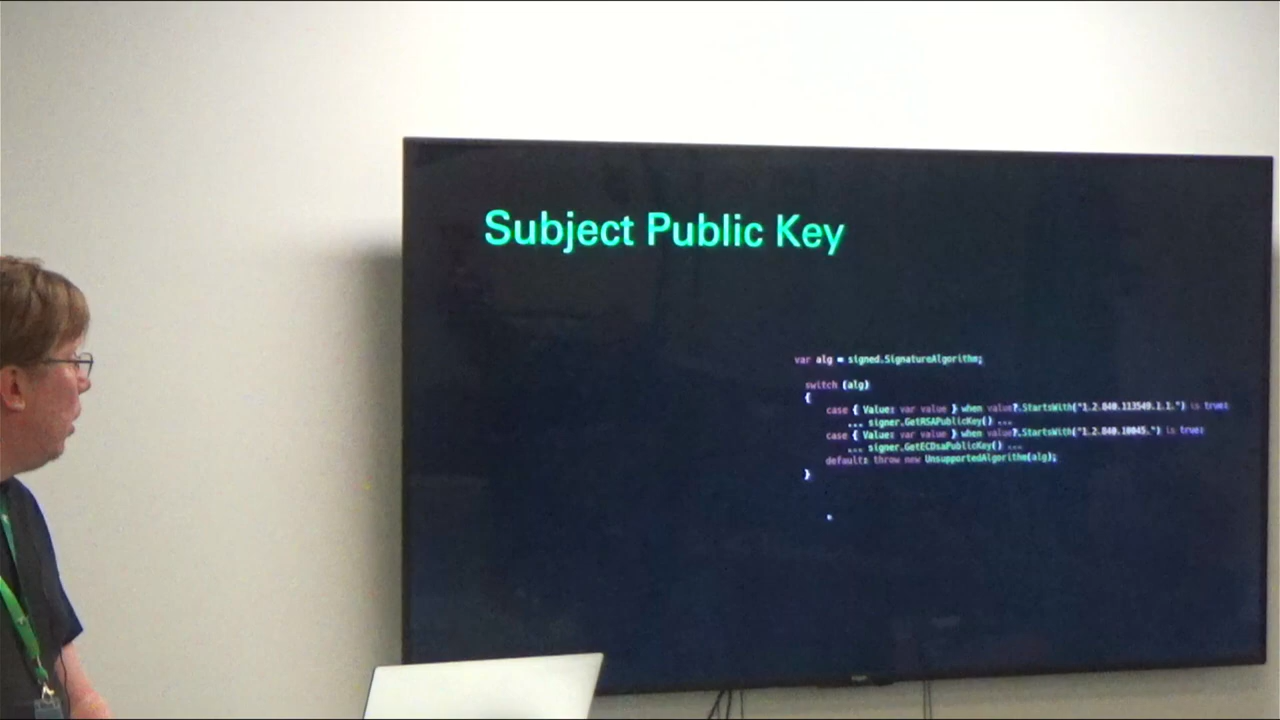 Subject Public Key
var alg = signed.SignatureAlgorithm;
switch (alg)
{
case { Value: var value } when value?.StartsWith("1.2.840.113549.1.1.") is true:
... signer.GetRSAPublicKey() ...
case { Value: var value } when value?.StartsWith("1.2.840.10045.") is true:
... signer.GetECDsaPublicKey() ...
default: throw new UnsupportedAlgorithm(alg);
}